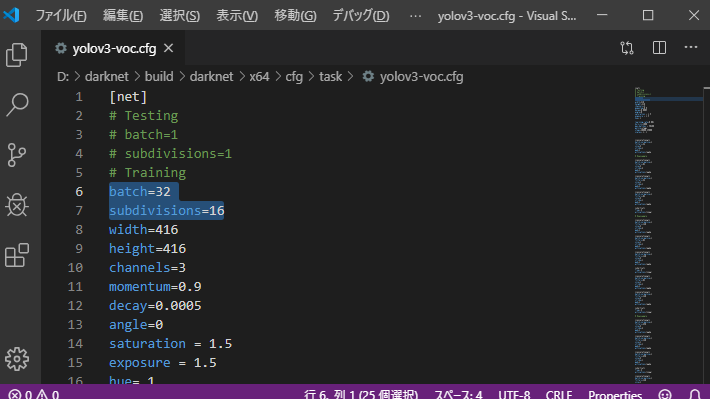 ファイル(F) 編集(E) 選択(S) 表示(V) 移動(G) デバッグ(D) ··· yolov3-voc.cfg - Visual S...
yolov3-voc.cfg
D: > darknet > build > darknet > x64 > cfg > task > yolov3-voc.cfg
1 [net]
2 # Testing
3 # batch=1
4 # subdivisions=1
5 # Training
6 batch=32
7 subdivisions=16
8 width=416
9 height=416
10 channels=3
11 momentum=0.9
12 decay=0.0005
13 angle=0
14 saturation = 1.5
15 exposure = 1.5
16 hue=.1
0 0 行 6、列 1 (25 個選択) スペース: 4 UTF-8 CRLF Properties